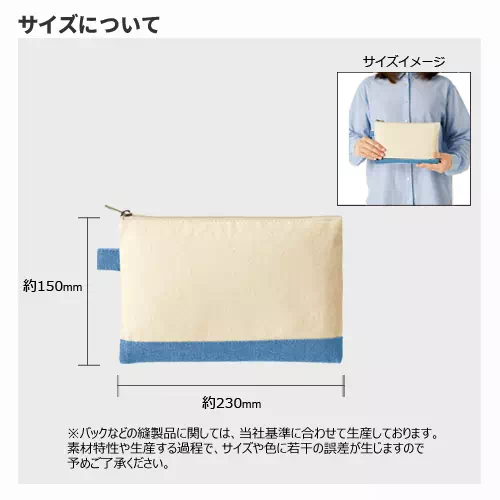 サイズについて
サイズイメージ
約150mm
約230mm
※バックなどの縫製品に関しては、当社基準に合わせて生産しております。
素材特性や生産する過程で、サイズや色に若干の誤差が生じますので
予めご了承ください。